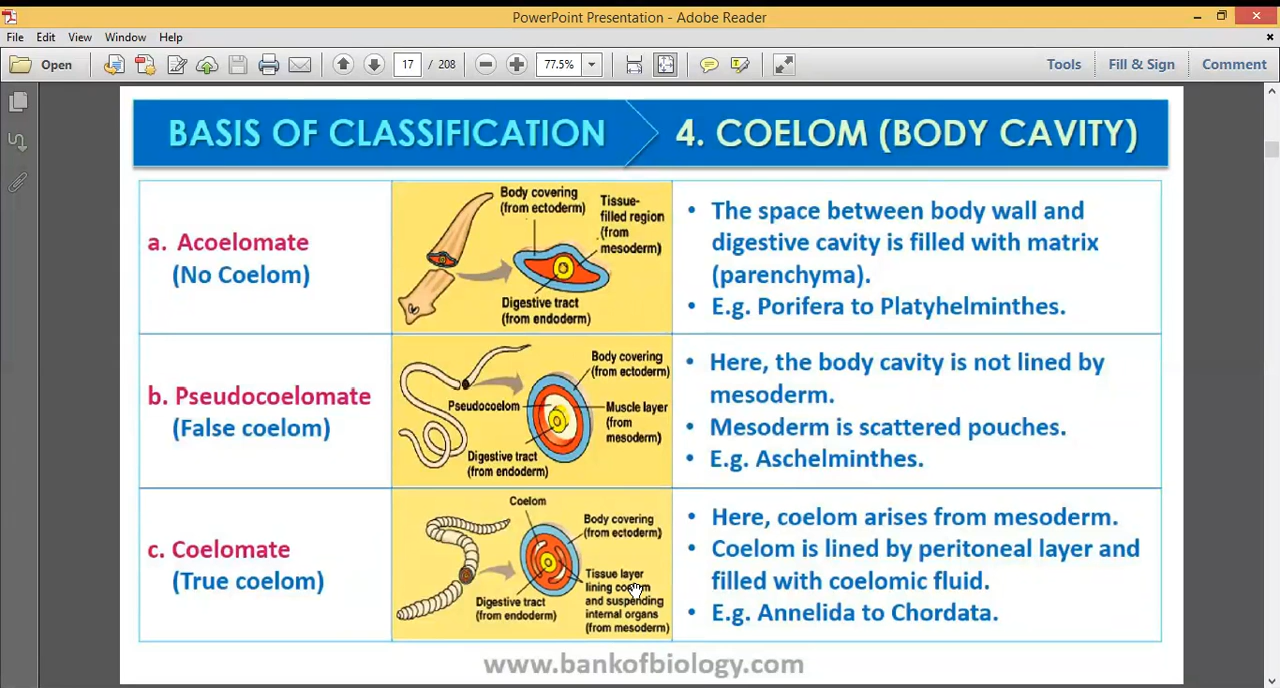 PowerPoint Presentation - Adobe Reader
File Edit View Window Help
Open 17 / 208 77.5% Tools Fill & Sign Comment
BASIS OF CLASSIFICATION
4. COELOM (BODY CAVITY)
a. Acoelomate
(No Coelom)
Body covering
(from ectoderm)
Tissue-
filled region
(from
mesoderm)
Digestive tract
(from endoderm)
• The space between body wall and
digestive cavity is filled with matrix
(parenchyma).
• E.g. Porifera to Platyhelminthes.
b. Pseudocoelomate
(False coelom)
Body covering
(from ectoderm)
Pseudocoelom
Muscle layer
(from
mesoderm)
Digestive tract
(from endoderm)
• Here, the body cavity is not lined by
mesoderm.
• Mesoderm is scattered pouches.
• E.g. Aschelminthes.
c. Coelomate
(True coelom)
Coelom
Body covering
(from ectoderm)
Tissue layer
lining coelom
and suspending
internal organs
(from mesoderm)
Digestive tract
(from endoderm)
• Here, coelom arises from mesoderm.
• Coelom is lined by peritoneal layer and
filled with coelomic fluid.
• E.g. Annelida to Chordata.
www.bankofbiology.com